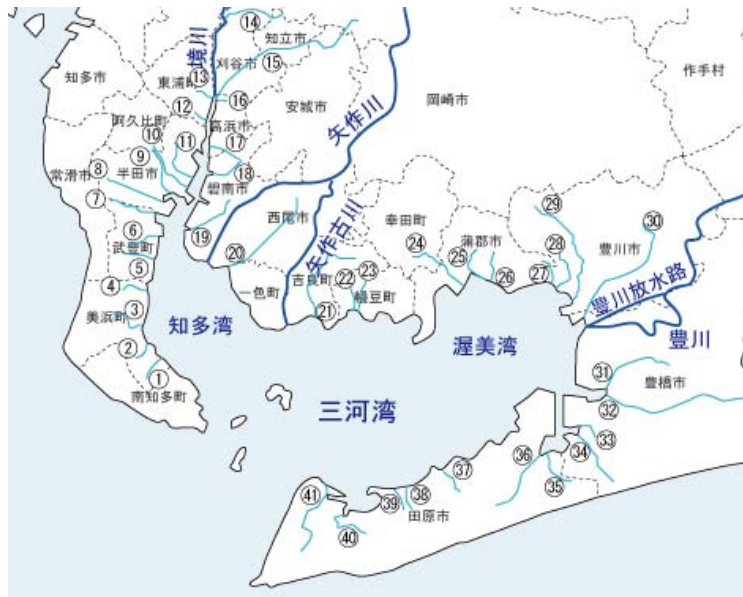 ⑭
知立市
境川
刈谷市
知多市
⑬
⑮
東浦町
作手村
⑫
⑯
安城市
岡崎市
高浜市
阿久比町
矢作川
⑩
⑪
⑰
⑨
⑧
常滑市
半田市
⑱
碧南市
⑦
西尾市
幸田町
㉙
㉚
⑥
武豊町
⑲
⑳
矢作古川
㉔
蒲郡市
㉘
豊川市
⑤
㉕
㉖
㉗
④
一色町
吉良町
㉒
㉓
幡豆町
㉑
豊川放水路
美浜町
③
知多湾
渥美湾
豊川
②
①
南知多町
三河湾
㉛
豊橋市
㉜
㉝
㉞
㊱
㊲
㉟
㊶
㊴
㊳
田原市
㊵